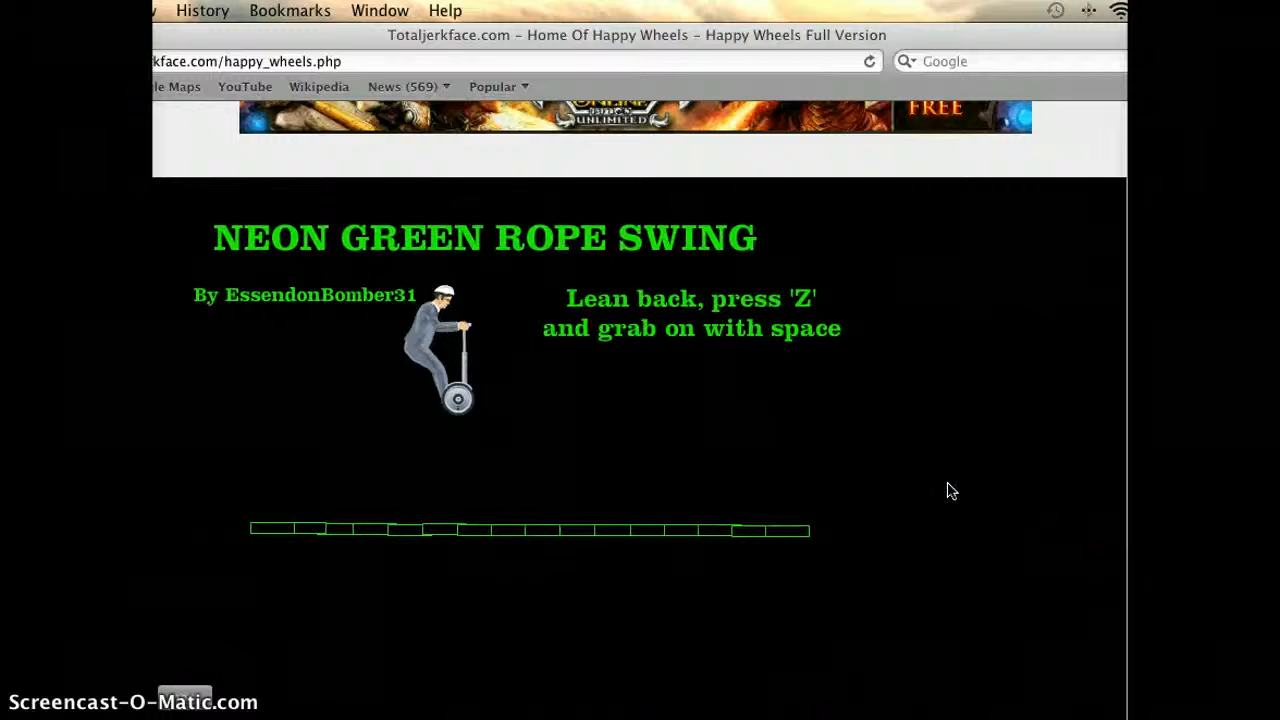 History Bookmarks Window Help
Totaljerkface.com – Home Of Happy Wheels – Happy Wheels Full Version
kface.com/happy_wheels.php
Google
le Maps YouTube Wikipedia News (569) Popular
ONLINE
UNLIMITED
FREE
NEON GREEN ROPE SWING
By EssendonBomber31
Lean back, press 'Z'
and grab on with space
Screencast-O-Matic.com